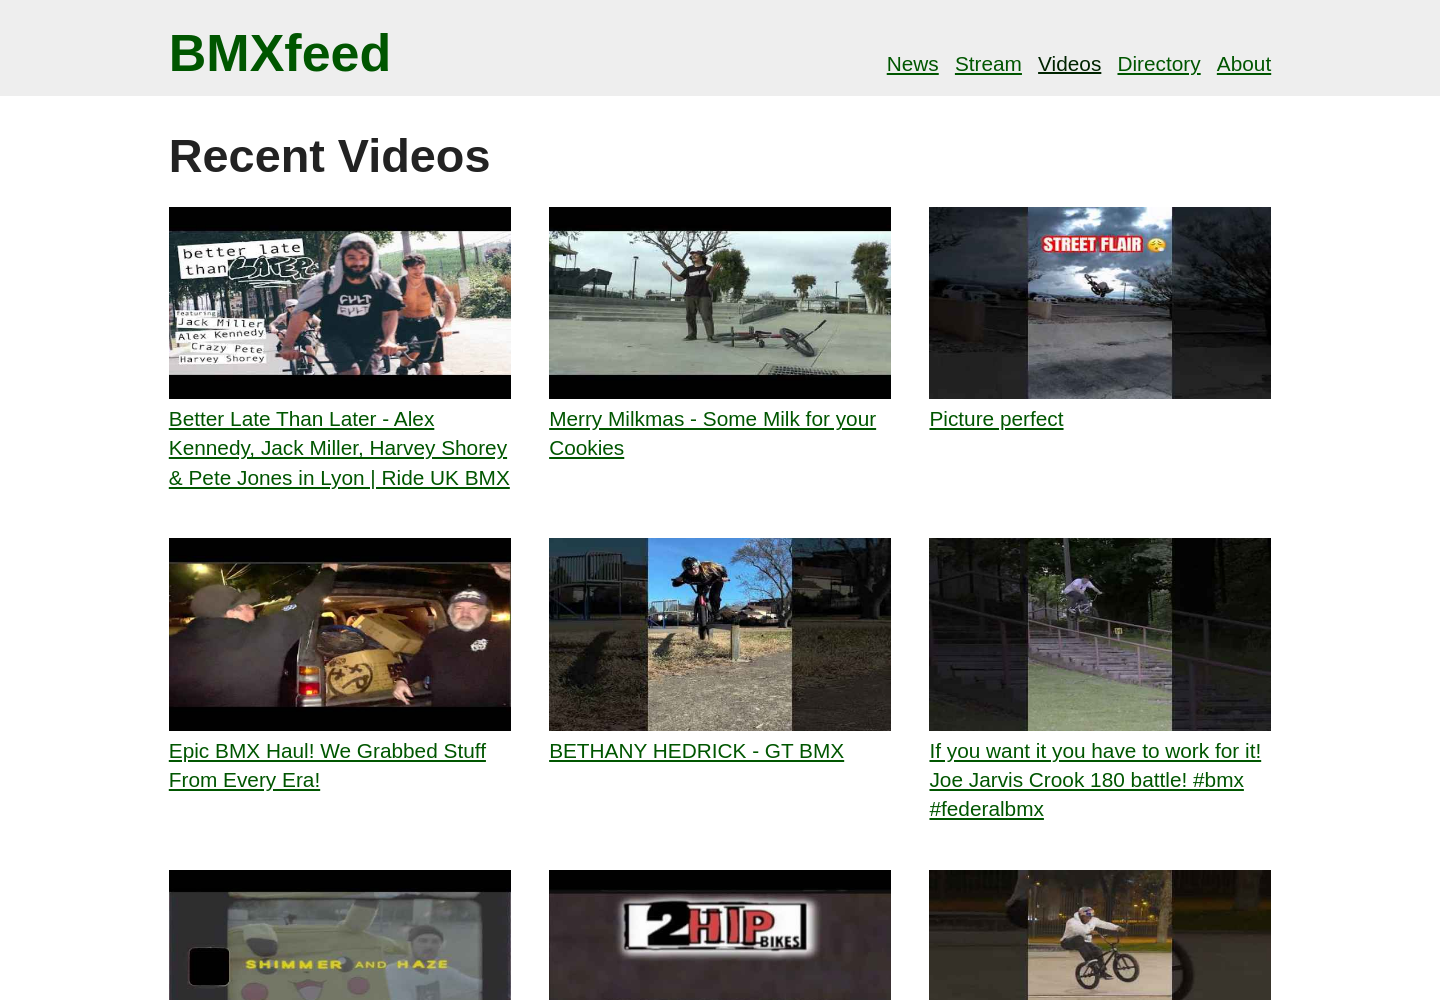 BMXfeed
News Stream Videos Directory About
Recent Videos
better late
than LATER
featuring:
Jack Miller
Alex Kennedy
Crazy Pete
Harvey Shorey
CULT
STREET FLAIR
Better Late Than Later - Alex
Kennedy, Jack Miller, Harvey Shorey
& Pete Jones in Lyon | Ride UK BMX
Merry Milkmas - Some Milk for your
Cookies
Picture perfect
Epic BMX Haul! We Grabbed Stuff
From Every Era!
BETHANY HEDRICK - GT BMX
If you want it you have to work for it!
Joe Jarvis Crook 180 battle! #bmx
#federalbmx
SHIMMER AND HAZE
2HIP
BIKES